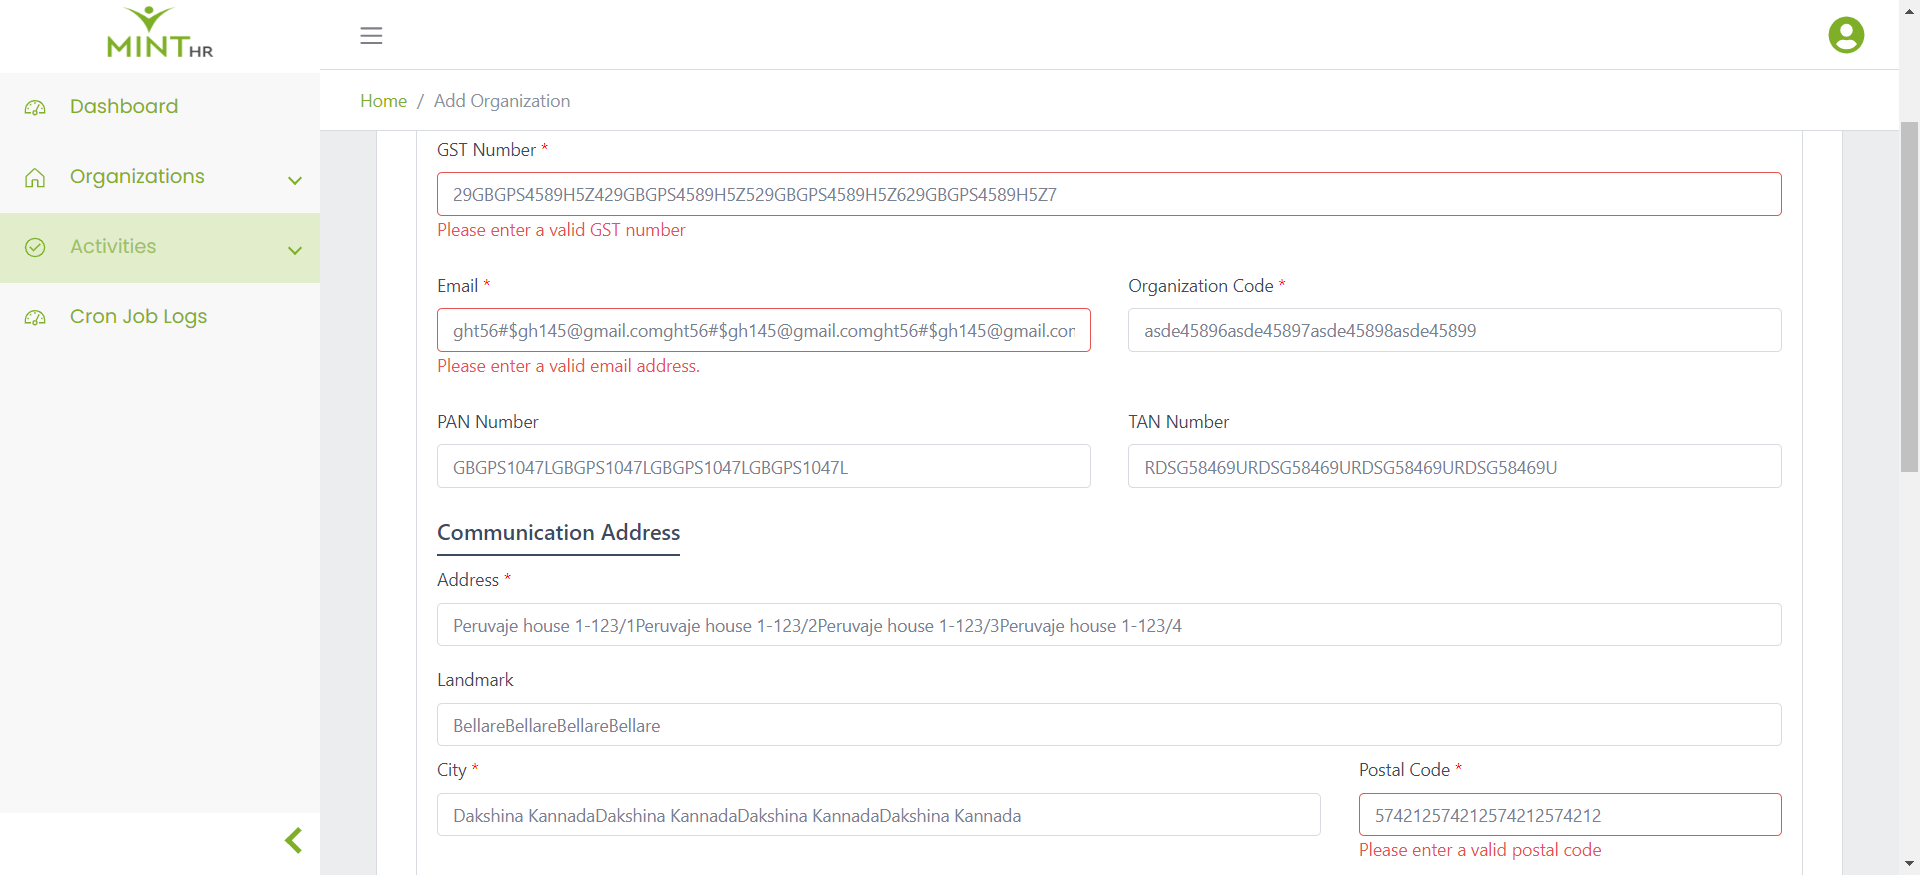 MINT HR
Dashboard
Organizations
Activities
Cron Job Logs
Home / Add Organization
GST Number *
29GBGPS4589H5Z429GBGPS4589H5Z529GBGPS4589H5Z629GBGPS4589H5Z7
Please enter a valid GST number
Email *
Organization Code *
ght56#$gh145@gmail.comght56#$gh145@gmail.comght56#$gh145@gmail.cor
asde45896asde45897asde45898asde45899
Please enter a valid email address.
PAN Number
TAN Number
GBGPS1047LGBGPS1047LGBGPS1047LGBGPS1047L
RDSG58469URDSG58469URDSG58469URDSG58469U
Communication Address
Address *
Peruvaje house 1-123/1Peruvaje house 1-123/2Peruvaje house 1-123/3Peruvaje house 1-123/4
Landmark
BellareBellareBellareBellare
City *
Postal Code *
Dakshina KannadaDakshina KannadaDakshina KannadaDakshina Kannada
574212574212574212574212
Please enter a valid postal code